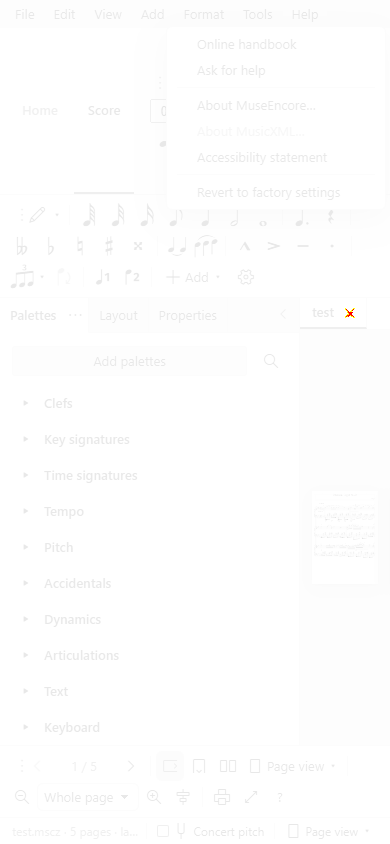 File Edit View Add Format Tools Help
Online handbook
Ask for help
About MuseEncore...
About MusicXML...
Accessibility statement
Revert to factory settings
Home Score
Add
Palettes Layout Properties test
Add palettes
Clefs
Key signatures
Time signatures
Tempo
Pitch
Accidentals
Dynamics
Articulations
Text
Keyboard
1 / 5 Page view
Whole page ?
test.mscz - 5 pages - la... Concert pitch Page view